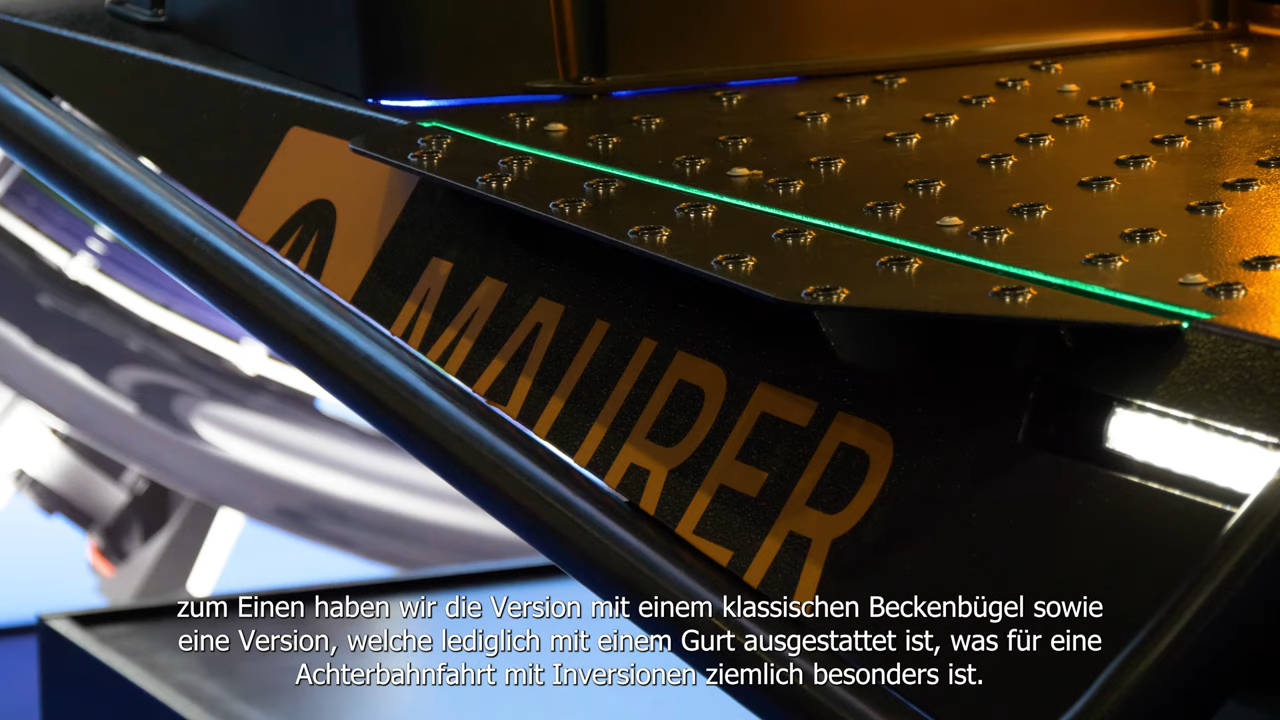 MAURER
zum Einen haben wir die Version mit einem klassischen Beckenbügel sowie
eine Version, welche lediglich mit einem Gurt ausgestattet ist, was für eine
Achterbahnfahrt mit Inversionen ziemlich besonders ist.